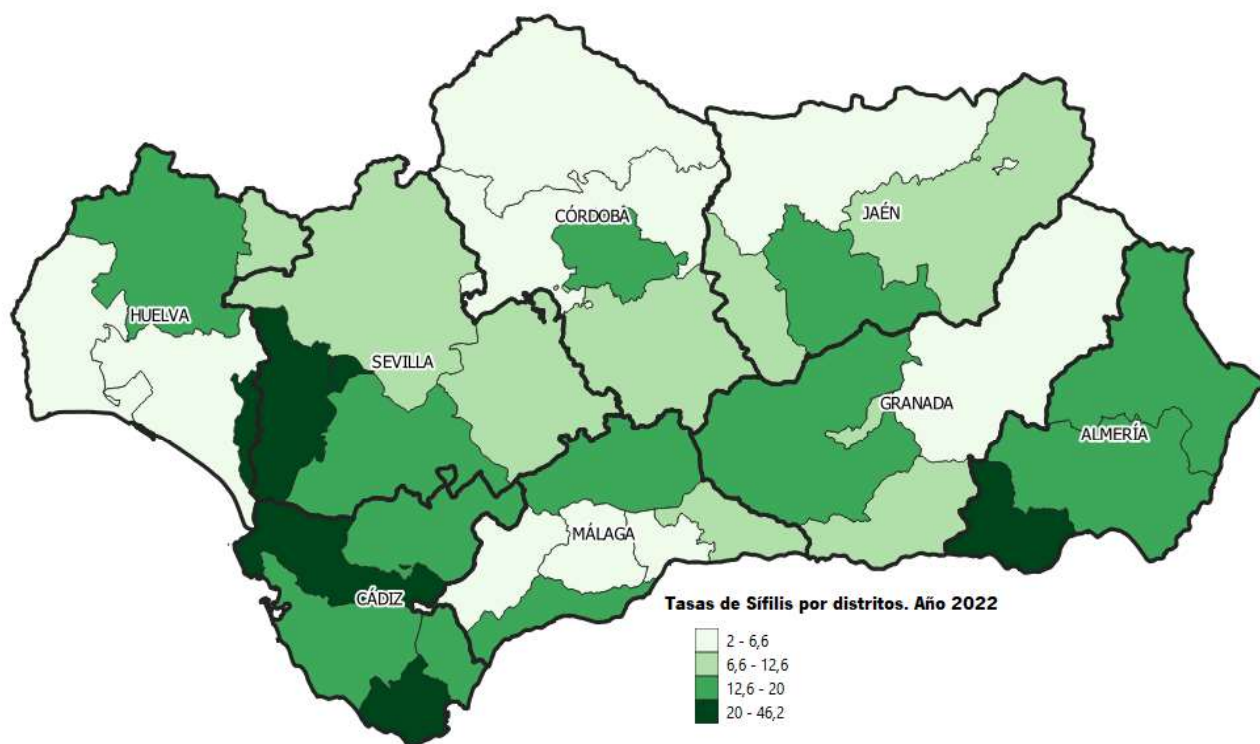 CÓRDOBA
JAÉN
HUELVA
SEVILLA
GRANADA
ALMERÍA
MÁLAGA
CÁDIZ
Tasas de Sífilis por distritos. Año 2022
2 - 6,6
6,6 - 12,6
12,6 - 20
20 - 46,2